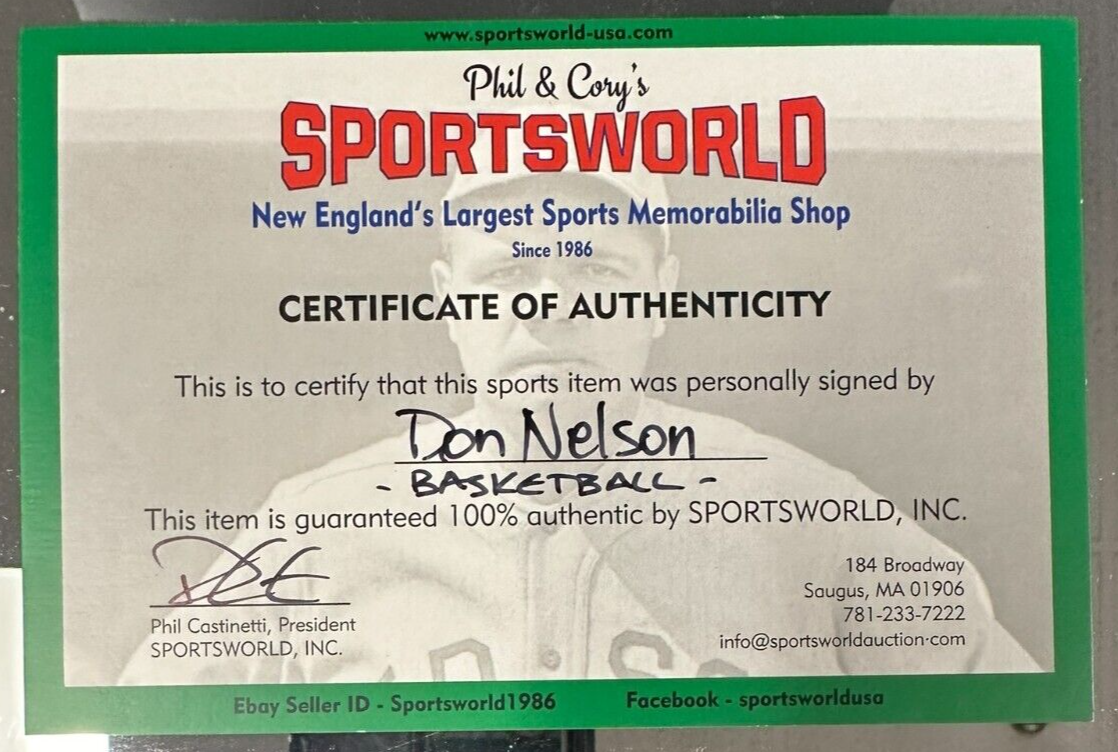 www.sportsworld-usa.com
Phil & Cory's
SPORTSWORLD
New England's Largest Sports Memorabilia Shop
Since 1986
CERTIFICATE OF AUTHENTICITY
This is to certify that this sports item was personally signed by
Don Nelson
- BASKETBALL -
This item is guaranteed 100% authentic by SPORTSWORLD, INC.
Phil Castinetti, President
SPORTSWORLD, INC.
184 Broadway
Saugus, MA 01906
781-233-7222
info@sportsworldauction·com
Ebay Seller ID - Sportsworld1986
Facebook - sportsworldusa